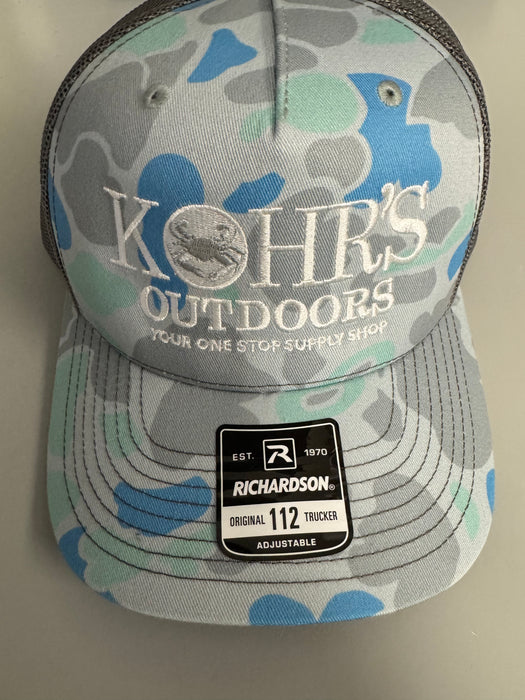 KOHR'S
OUTDOORS
YOUR ONE STOP SUPPLY SHOP
EST. R 1970
RICHARDSON®
ORIGINAL 112 TRUCKER
ADJUSTABLE